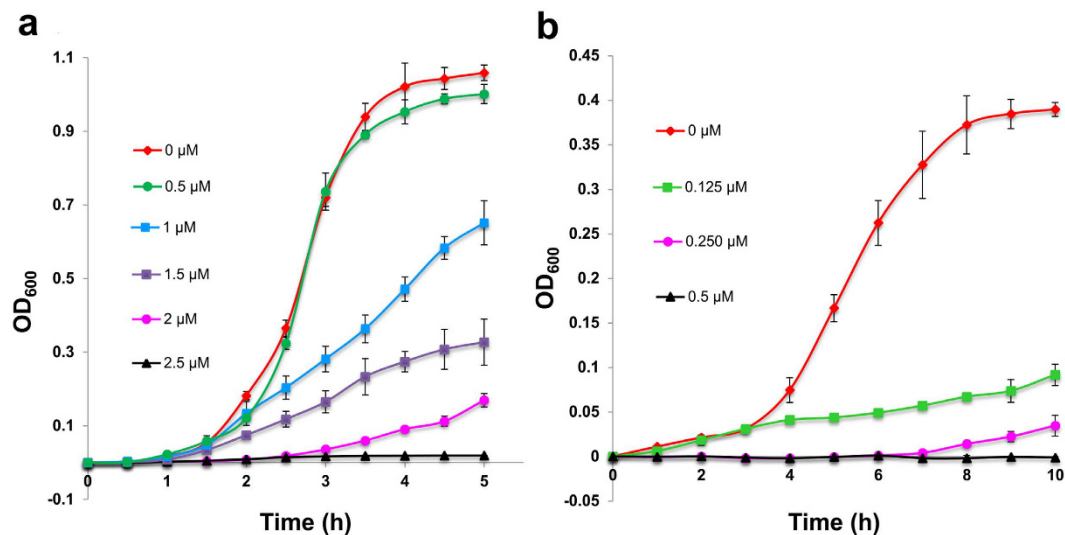 a
1.1
0.9
0.7
0.5
0.3
0.1
-0.1
OD600
0 µM
0.5 µM
1 µM
1.5 µM
2 µM
2.5 µM
0 1 2 3 4 5
Time (h)
b
0.45
0.4
0.35
0.3
0.25
0.2
0.15
0.1
0.05
0
-0.05
OD600
0 µM
0.125 µM
0.250 µM
0.5 µM
0 2 4 6 8 10
Time (h)